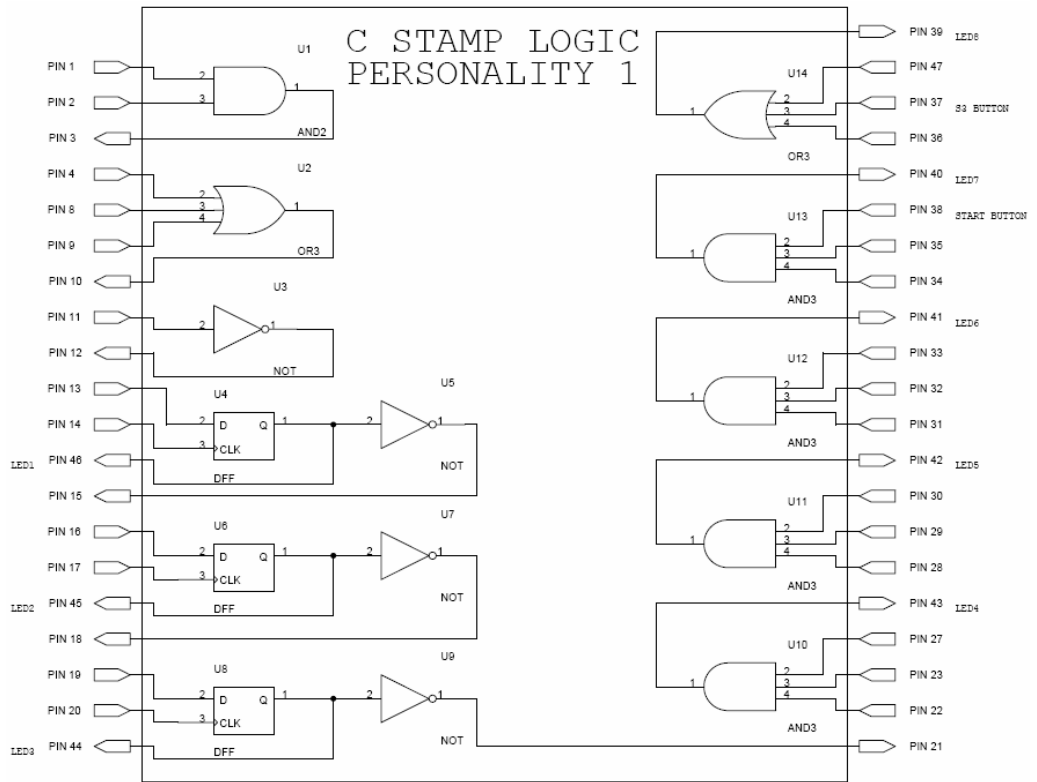 C STAMP LOGIC
PERSONALITY 1
PIN 1
PIN 2
PIN 3
U1
2
3
1
AND2
PIN 4
PIN 8
PIN 9
PIN 10
U2
2
3
4
1
OR3
PIN 11
PIN 12
U3
2
1
NOT
PIN 13
PIN 14
LED1 PIN 46
PIN 15
U4
2 D Q 1
3 CLK
DFF
U5
2
1
NOT
PIN 16
PIN 17
LED2 PIN 45
PIN 18
U6
2 D Q 1
3 CLK
DFF
U7
2
1
NOT
PIN 19
PIN 20
LED3 PIN 44
U8
2 D Q 1
3 CLK
DFF
U9
2
1
NOT
PIN 21
PIN 39 LED8
PIN 47
PIN 37 S3 BUTTON
PIN 36
U14
2
3
4
1
OR3
PIN 40 LED7
PIN 38 START BUTTON
PIN 35
PIN 34
U13
2
3
4
1
AND3
PIN 41 LED6
PIN 33
PIN 32
PIN 31
U12
2
3
4
1
AND3
PIN 42 LED5
PIN 30
PIN 29
PIN 28
U11
2
3
4
1
AND3
PIN 43 LED4
PIN 27
PIN 23
PIN 22
U10
2
3
4
1
AND3